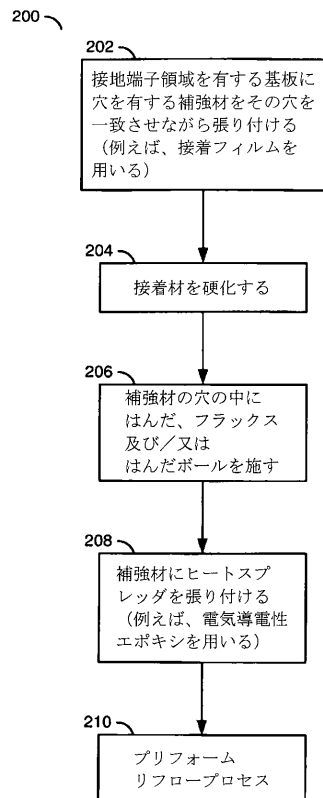 200
202
接地端子領域を有する基板に
穴を有する補強材をその穴を
一致させながら張り付ける
(例えば、接着フィルムを
用いる)
204
接着材を硬化する
206
補強材の穴の中に
はんだ、フラックス
及び/又は
はんだボールを施す
208
補強材にヒートスプ
レッダを張り付ける
(例えば、電気導電性
エポキシを用いる)
210
プリフォーム
リフロープロセス